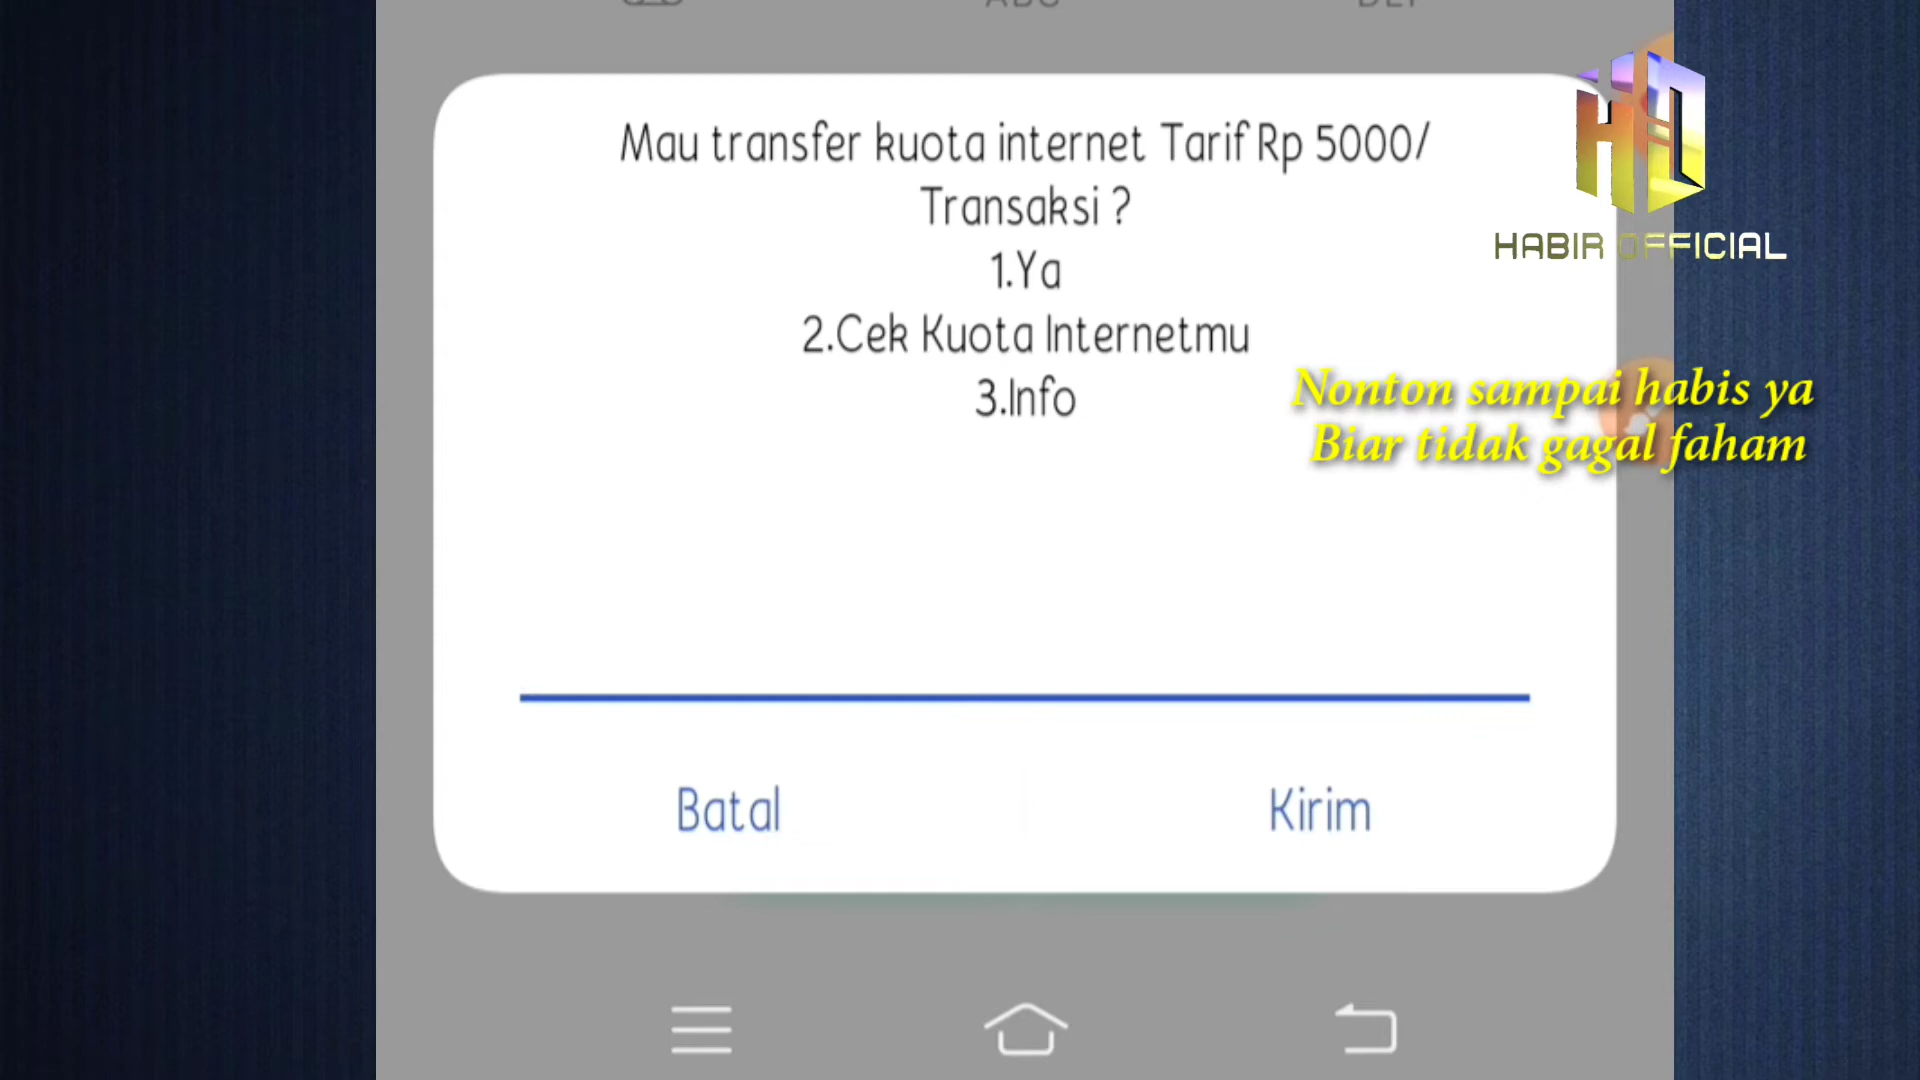 Mau transfer kuota internet Tarif Rp 5000/
Transaksi ?
1.Ya
2.Cek Kuota Internetmu
3.Info
HABIR OFFICIAL
Nonton sampai habis ya
Biar tidak gagal faham
Batal
Kirim